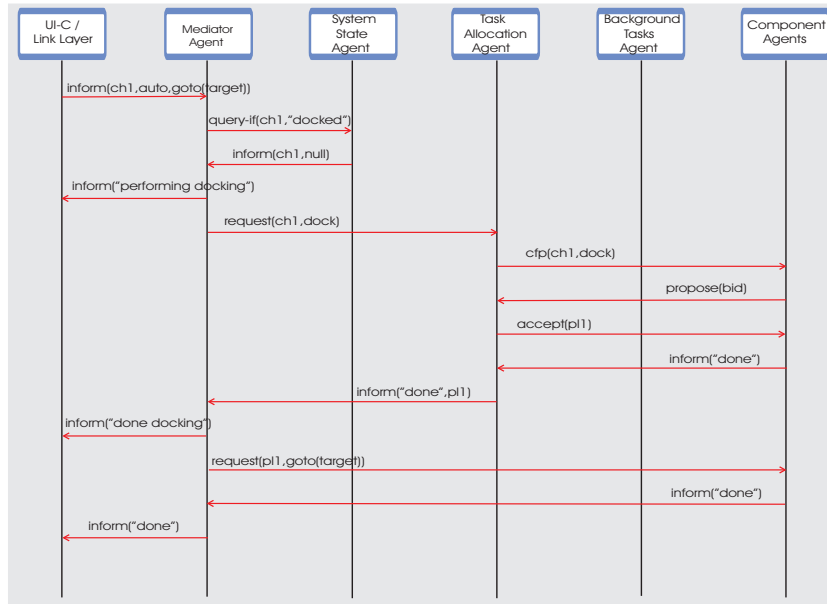 UI-C /
Link Layer
Mediator
Agent
System
State
Agent
Task
Allocation
Agent
Background
Tasks
Agent
Component
Agents
inform(ch1,auto,goto(target))
query-if(ch1,"docked")
inform(ch1,null)
inform("performing docking")
request(ch1,dock)
cfp(ch1,dock)
propose(bid)
accept(pl1)
inform("done")
inform("done",pl1)
inform("done docking")
request(pl1,goto(target))
inform("done")
inform("done")